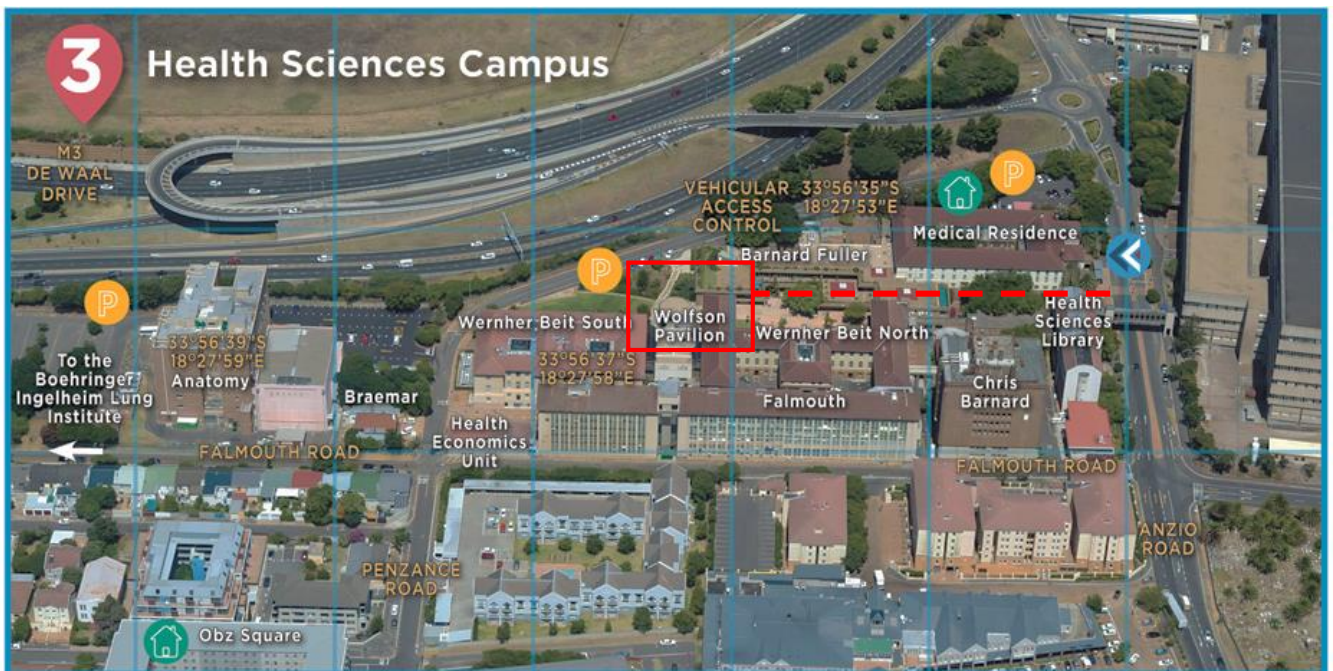 3
Health Sciences Campus
M3
DE WAAL
DRIVE
VEHICULAR
ACCESS
CONTROL
33°56'35"S
18°27'53"E
P
Medical Residence
Barnard Fuller
P
P
Wernher Beit South
Wolfson
Pavilion
Wernher Beit North
Health
Sciences
Library
33°56'39"S
18°27'59"E
Anatomy
33°56'37"S
18°27'58"E
To the
Boehringer
Ingelheim Lung
Institute
Braemar
Chris
Barnard
Falmouth
Health
Economics
Unit
FALMOUTH ROAD
FALMOUTH ROAD
ANZIO
ROAD
PENZANCE
ROAD
Obz Square